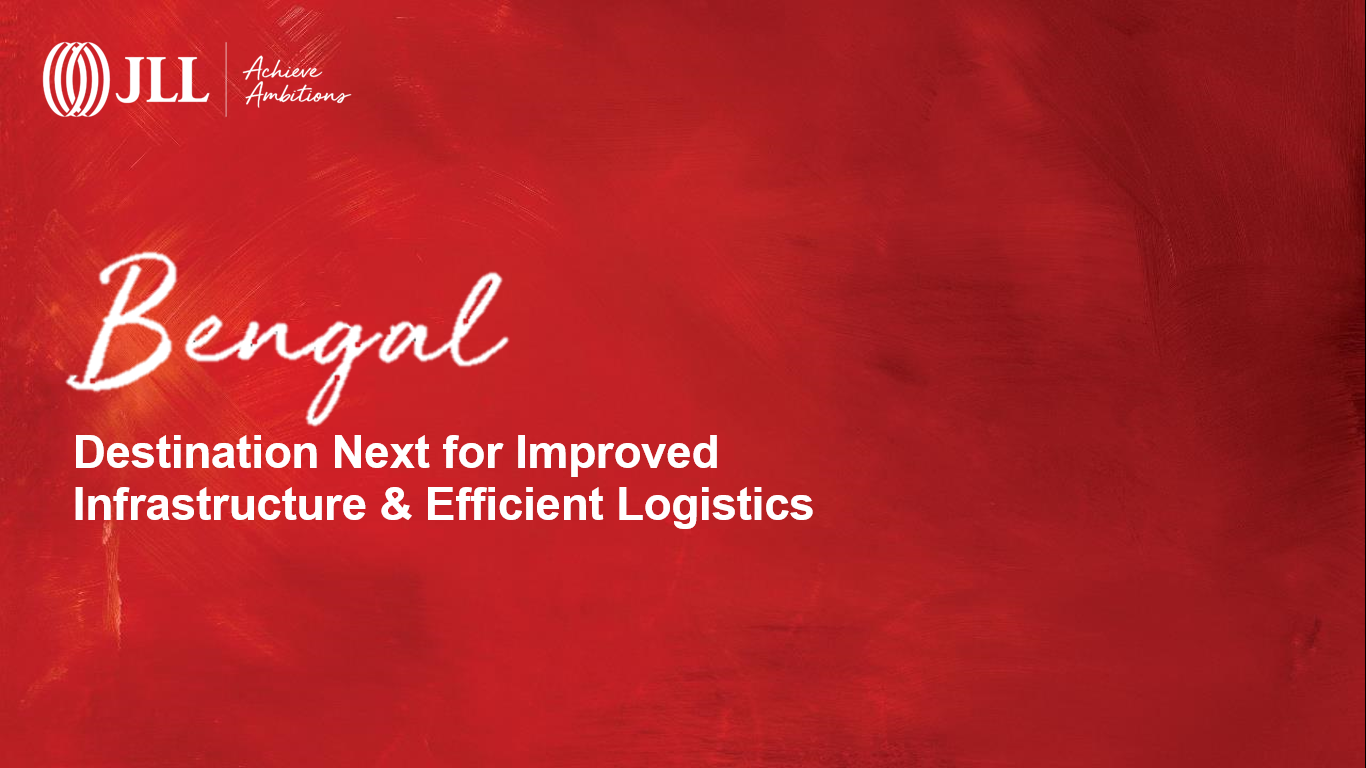 JLL
Achieve
Ambitions
Bengal
Destination Next for Improved
Infrastructure & Efficient Logistics